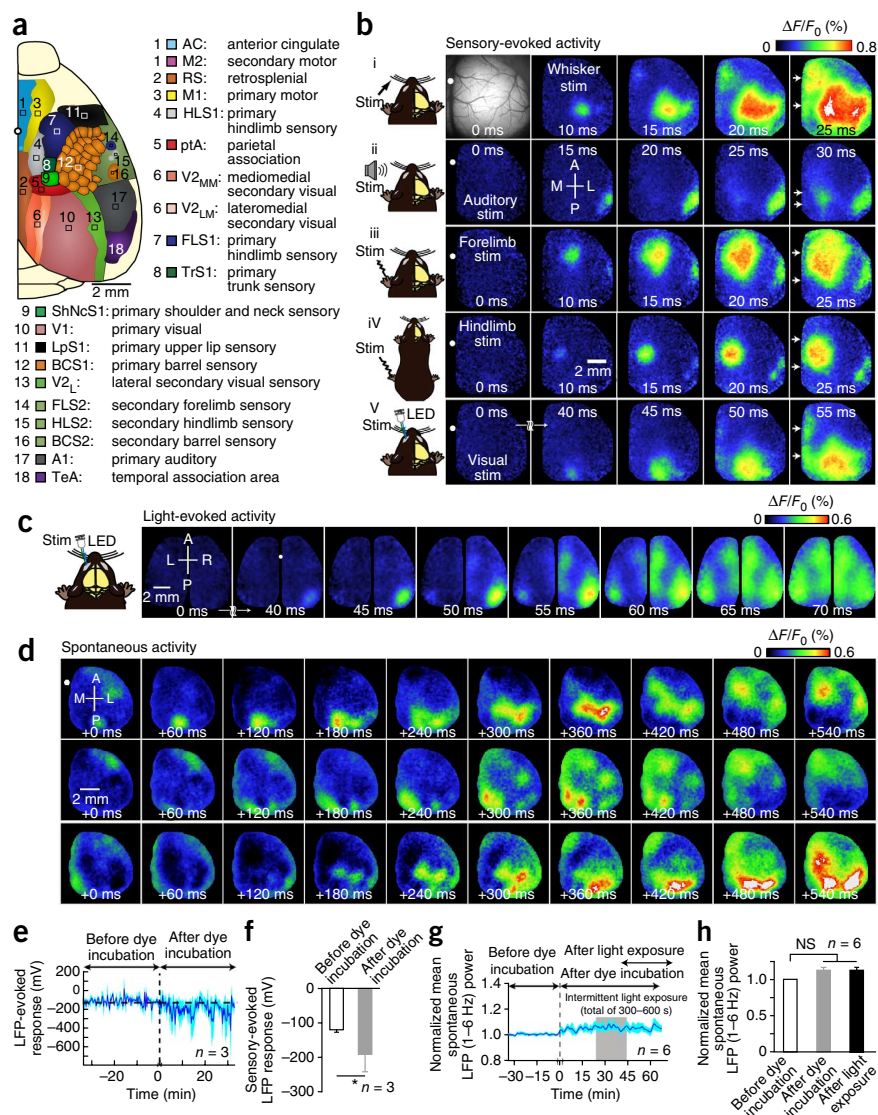 a
1 AC: anterior cingulate
1 M2: secondary motor
2 RS: retrosplenial
3 M1: primary motor
4 HLS1: primary
hindlimb sensory
5 ptA: parietal
association
6 V2MM: mediomedial
secondary visual
6 V2LM: lateromedial
secondary visual
7 FLS1: primary
hindlimb sensory
8 TrS1: primary
trunk sensory
9 ShNcS1: primary shoulder and neck sensory
10 V1: primary visual
11 LpS1: primary upper lip sensory
12 BCS1: primary barrel sensory
13 V2L: lateral secondary visual sensory
14 FLS2: secondary forelimb sensory
15 HLS2: secondary hindlimb sensory
16 BCS2: secondary barrel sensory
17 A1: primary auditory
18 TeA: temporal association area
1 3 11 7 4 12 14 8 9 15 16 2 5 17 6 10 13 18
2 mm
b
ΔF/F0 (%)
0 0.8
Sensory-evoked activity
i
Stim
Whisker
stim
0 ms 10 ms 15 ms 20 ms 25 ms
ii
Stim
0 ms 15 ms 20 ms 25 ms 30 ms
A
M L
P
Auditory
stim
iii
Stim
Forelimb
stim
0 ms 10 ms 15 ms 20 ms 25 ms
iV
Stim
Hindlimb
stim
2 mm
0 ms 10 ms 15 ms 20 ms 25 ms
V
Stim LED
0 ms 40 ms 45 ms 50 ms 55 ms
Visual
stim
c
Light-evoked activity
ΔF/F0 (%)
0 0.6
Stim LED
A
L R
P
2 mm
0 ms 40 ms 45 ms 50 ms 55 ms 60 ms 65 ms 70 ms
d
Spontaneous activity
ΔF/F0 (%)
0 0.6
A
M L
P
+0 ms +60 ms +120 ms +180 ms +240 ms +300 ms +360 ms +420 ms +480 ms +540 ms
2 mm
+0 ms +60 ms +120 ms +180 ms +240 ms +300 ms +360 ms +420 ms +480 ms +540 ms
+0 ms +60 ms +120 ms +180 ms +240 ms +300 ms +360 ms +420 ms +480 ms +540 ms
e
Before dye
incubation
After dye
incubation
LFP-evoked
response (mV)
200
0
−200
−400
−600
n = 3
−20 0 20
Time (min)
f
Before dye
incubation
After dye
incubation
Sensory-evoked
LFP response (mV)
0
−100
−200
−300
* n = 3
g
Before dye
incubation
After light exposure
After dye incubation
Intermittent light exposure
(total of 300–600 s)
Normalized mean
spontaneous
LFP (1–6 Hz) power
1.4
1.2
1.0
0.8
n = 6
−30 −15 0 15 30 45 60
Time (min)
h
NS n = 6
Normalized mean
spontaneous
LFP (1–6 Hz) power
1.0
0.5
0
Before dye
incubation
After dye
incubation
After light
exposure